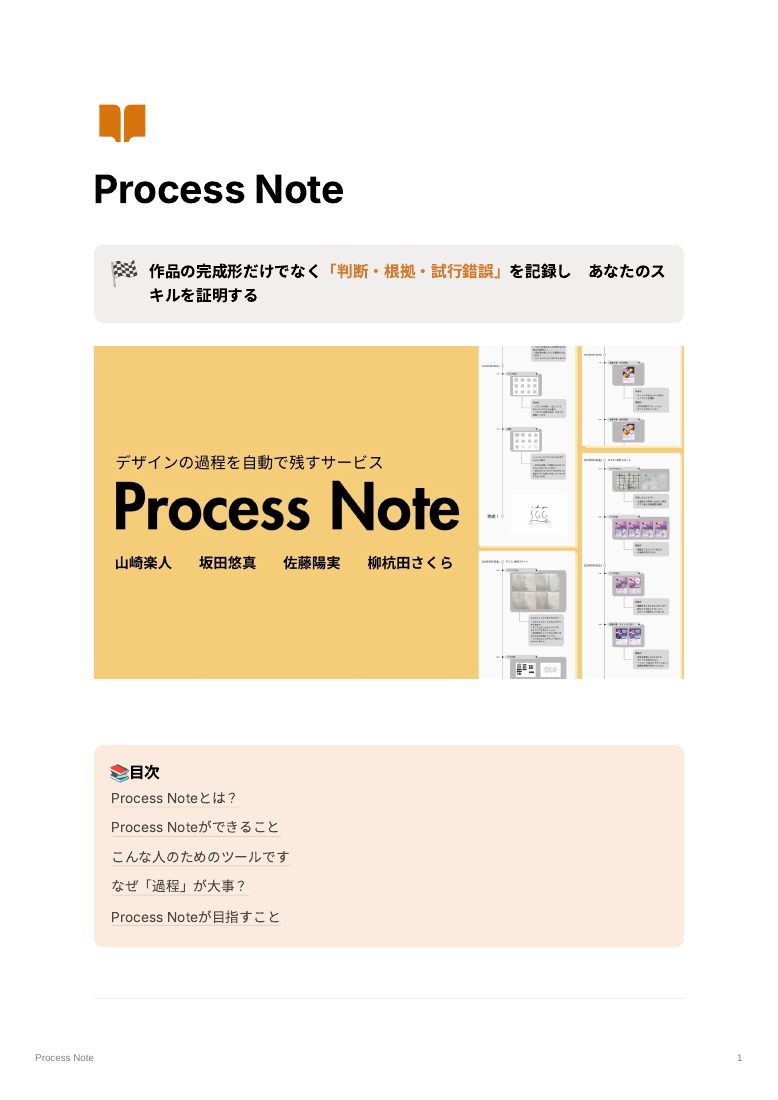 Process Note
作品の完成形だけでなく「判断・根拠・試行錯誤」を記録し　あなたのス
キルを証明する
デザインの過程を自動で残すサービス
Process Note
山崎楽人　坂田悠真　佐藤陽実　柳杭田さくら
完成！
目次
Process Noteとは？
Process Noteができること
こんな人のためのツールです
なぜ「過程」が大事？
Process Noteが目指すこと
Process Note
1